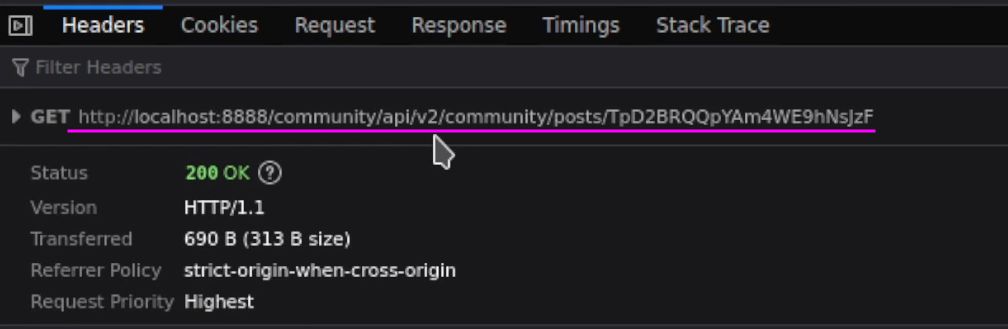 Headers Cookies Request Response Timings Stack Trace
Filter Headers
GET http://localhost:8888/community/api/v2/community/posts/TpD2BRQQpYAm4WE9hNsJzF
Status 200 OK ?
Version HTTP/1.1
Transferred 690 B (313 B size)
Referrer Policy strict-origin-when-cross-origin
Request Priority Highest